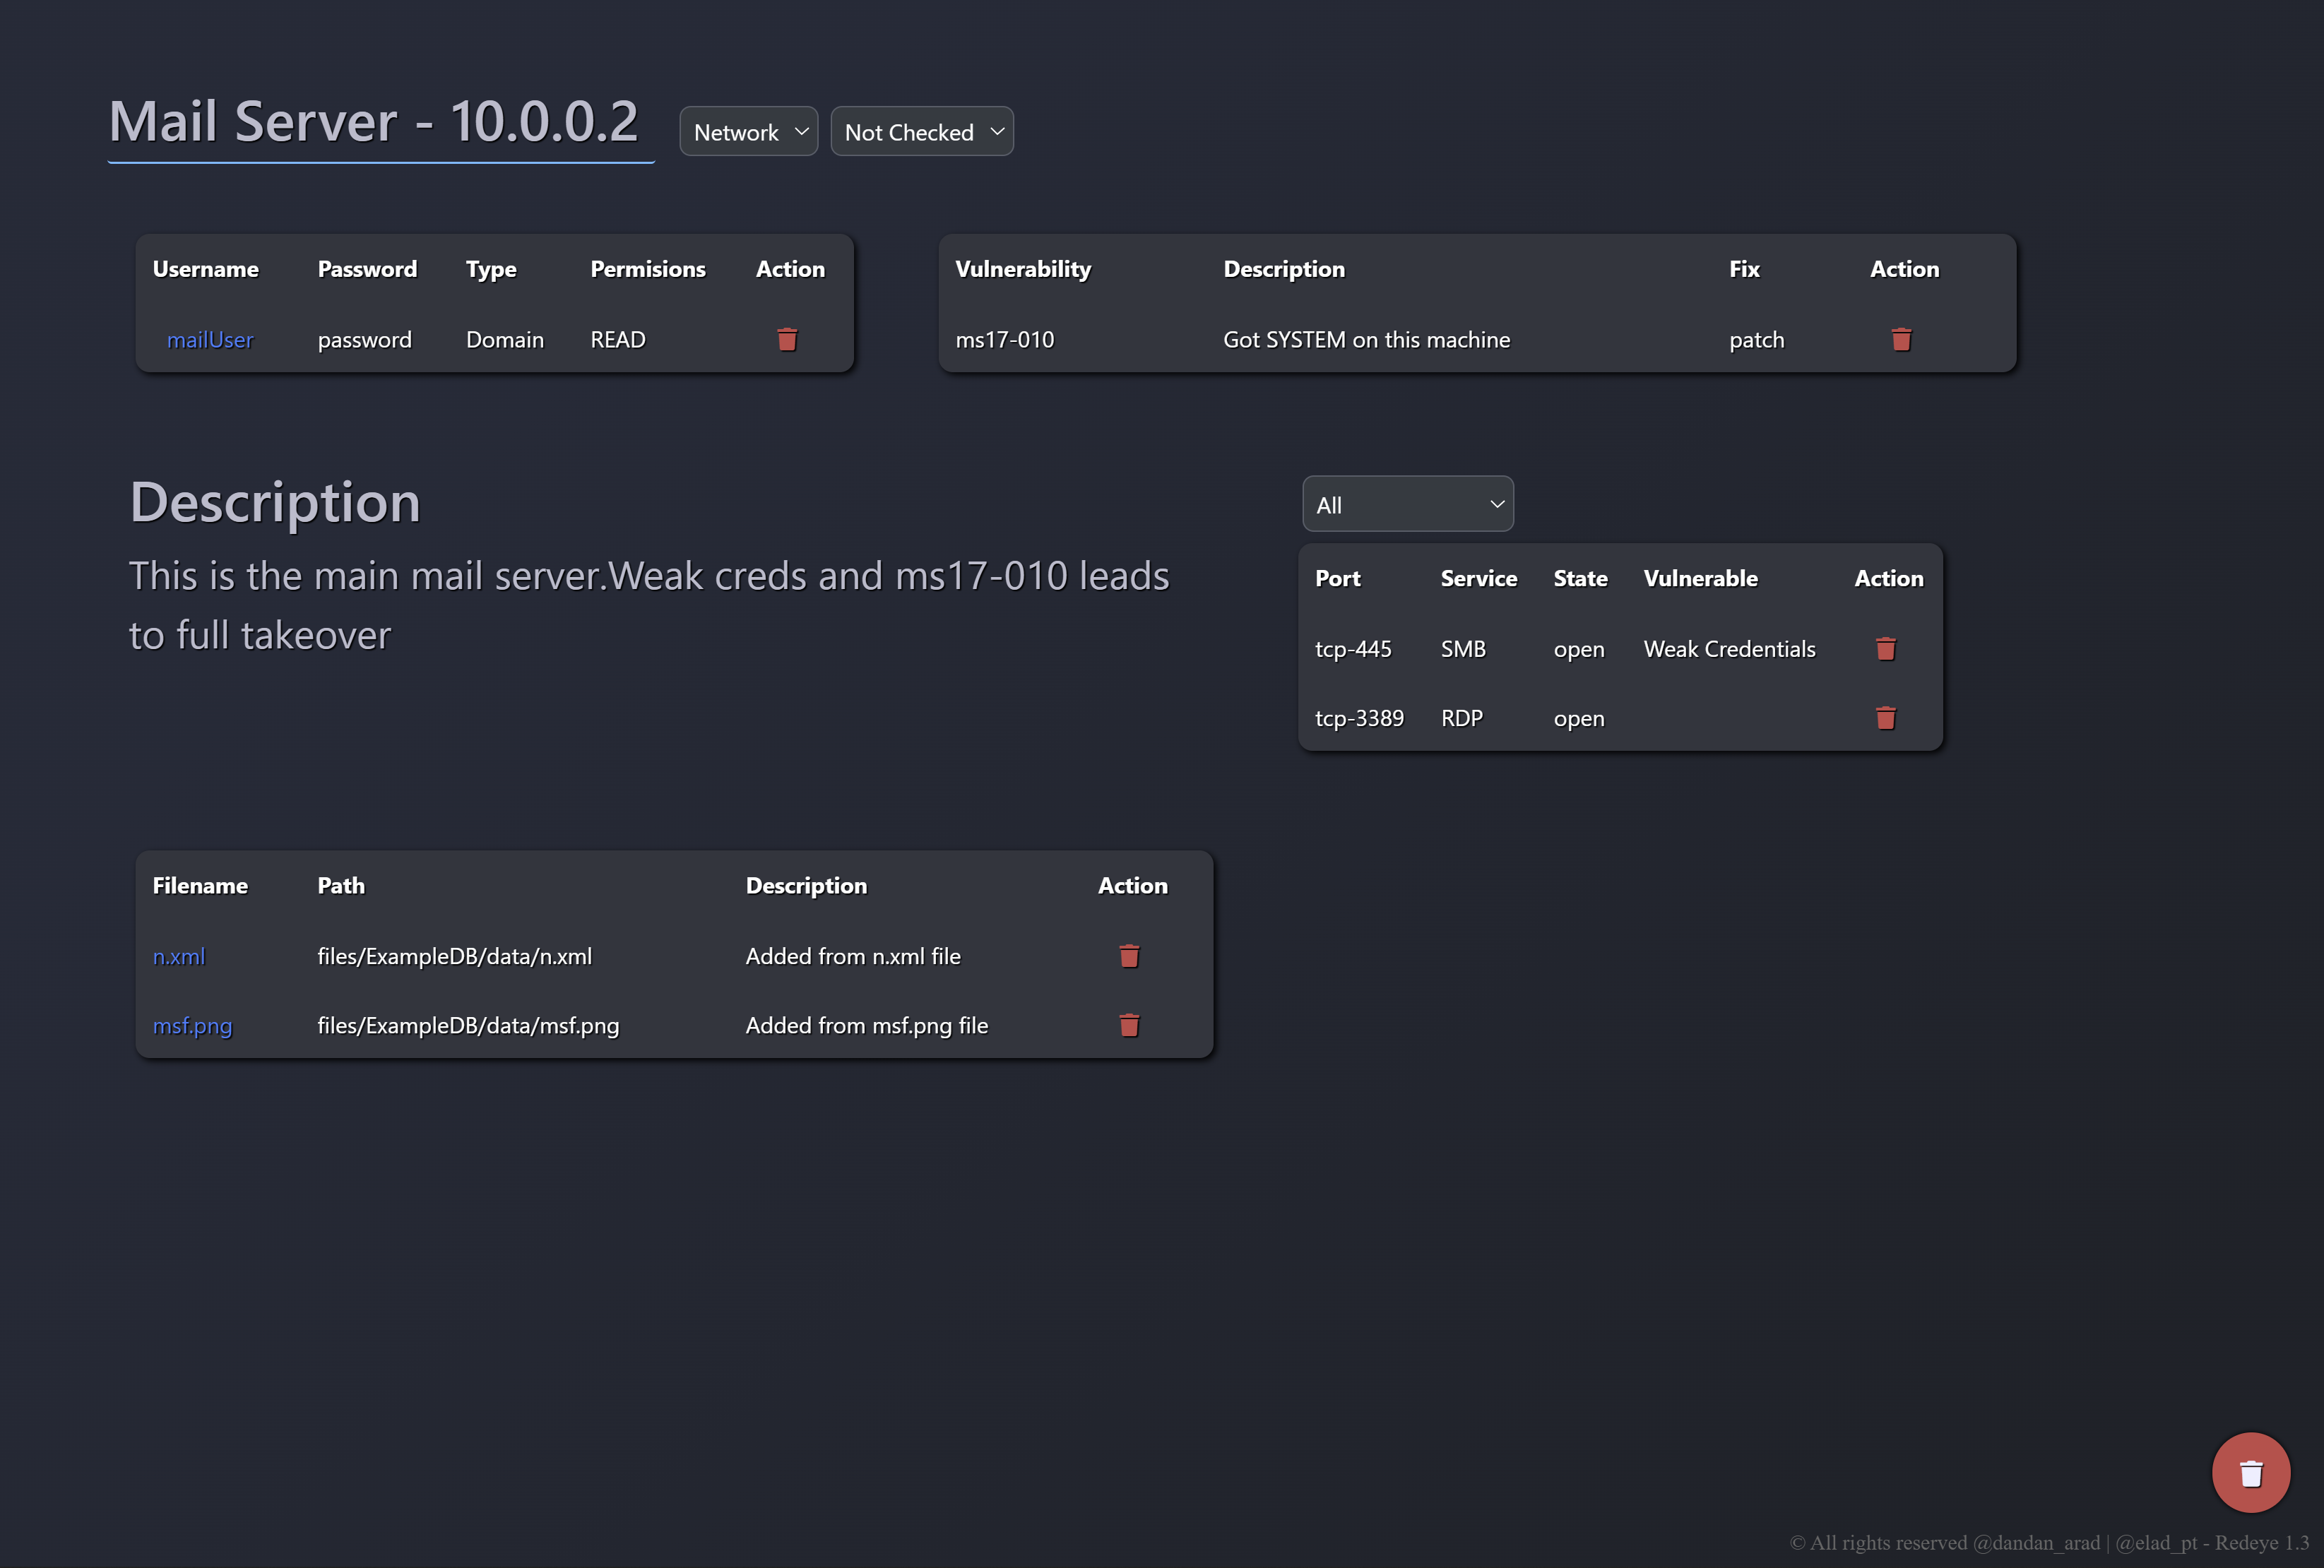 Mail Server - 10.0.0.2
Network
Not Checked
Username Password Type Permisions Action
mailUser password Domain READ
Vulnerability Description Fix Action
ms17-010 Got SYSTEM on this machine patch
Description
This is the main mail server.Weak creds and ms17-010 leads
to full takeover
All
Port Service State Vulnerable Action
tcp-445 SMB open Weak Credentials
tcp-3389 RDP open
Filename Path Description Action
n.xml files/ExampleDB/data/n.xml Added from n.xml file
msf.png files/ExampleDB/data/msf.png Added from msf.png file
© All rights reserved @dandan_arad | @elad_pt - Redeye 1.3